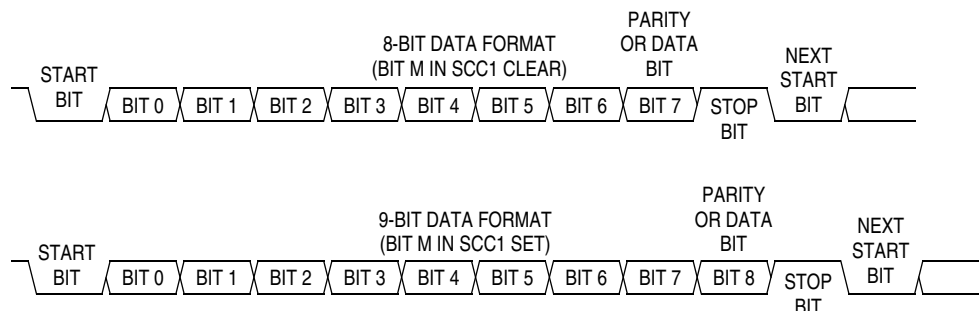 8-BIT DATA FORMAT
(BIT M IN SCC1 CLEAR)
PARITY
OR DATA
BIT
START
BIT
BIT 0 BIT 1 BIT 2 BIT 3 BIT 4 BIT 5 BIT 6 BIT 7
STOP
BIT
NEXT
START
BIT
9-BIT DATA FORMAT
(BIT M IN SCC1 SET)
PARITY
OR DATA
BIT
START
BIT
BIT 0 BIT 1 BIT 2 BIT 3 BIT 4 BIT 5 BIT 6 BIT 7 BIT 8
STOP
BIT
NEXT
START
BIT